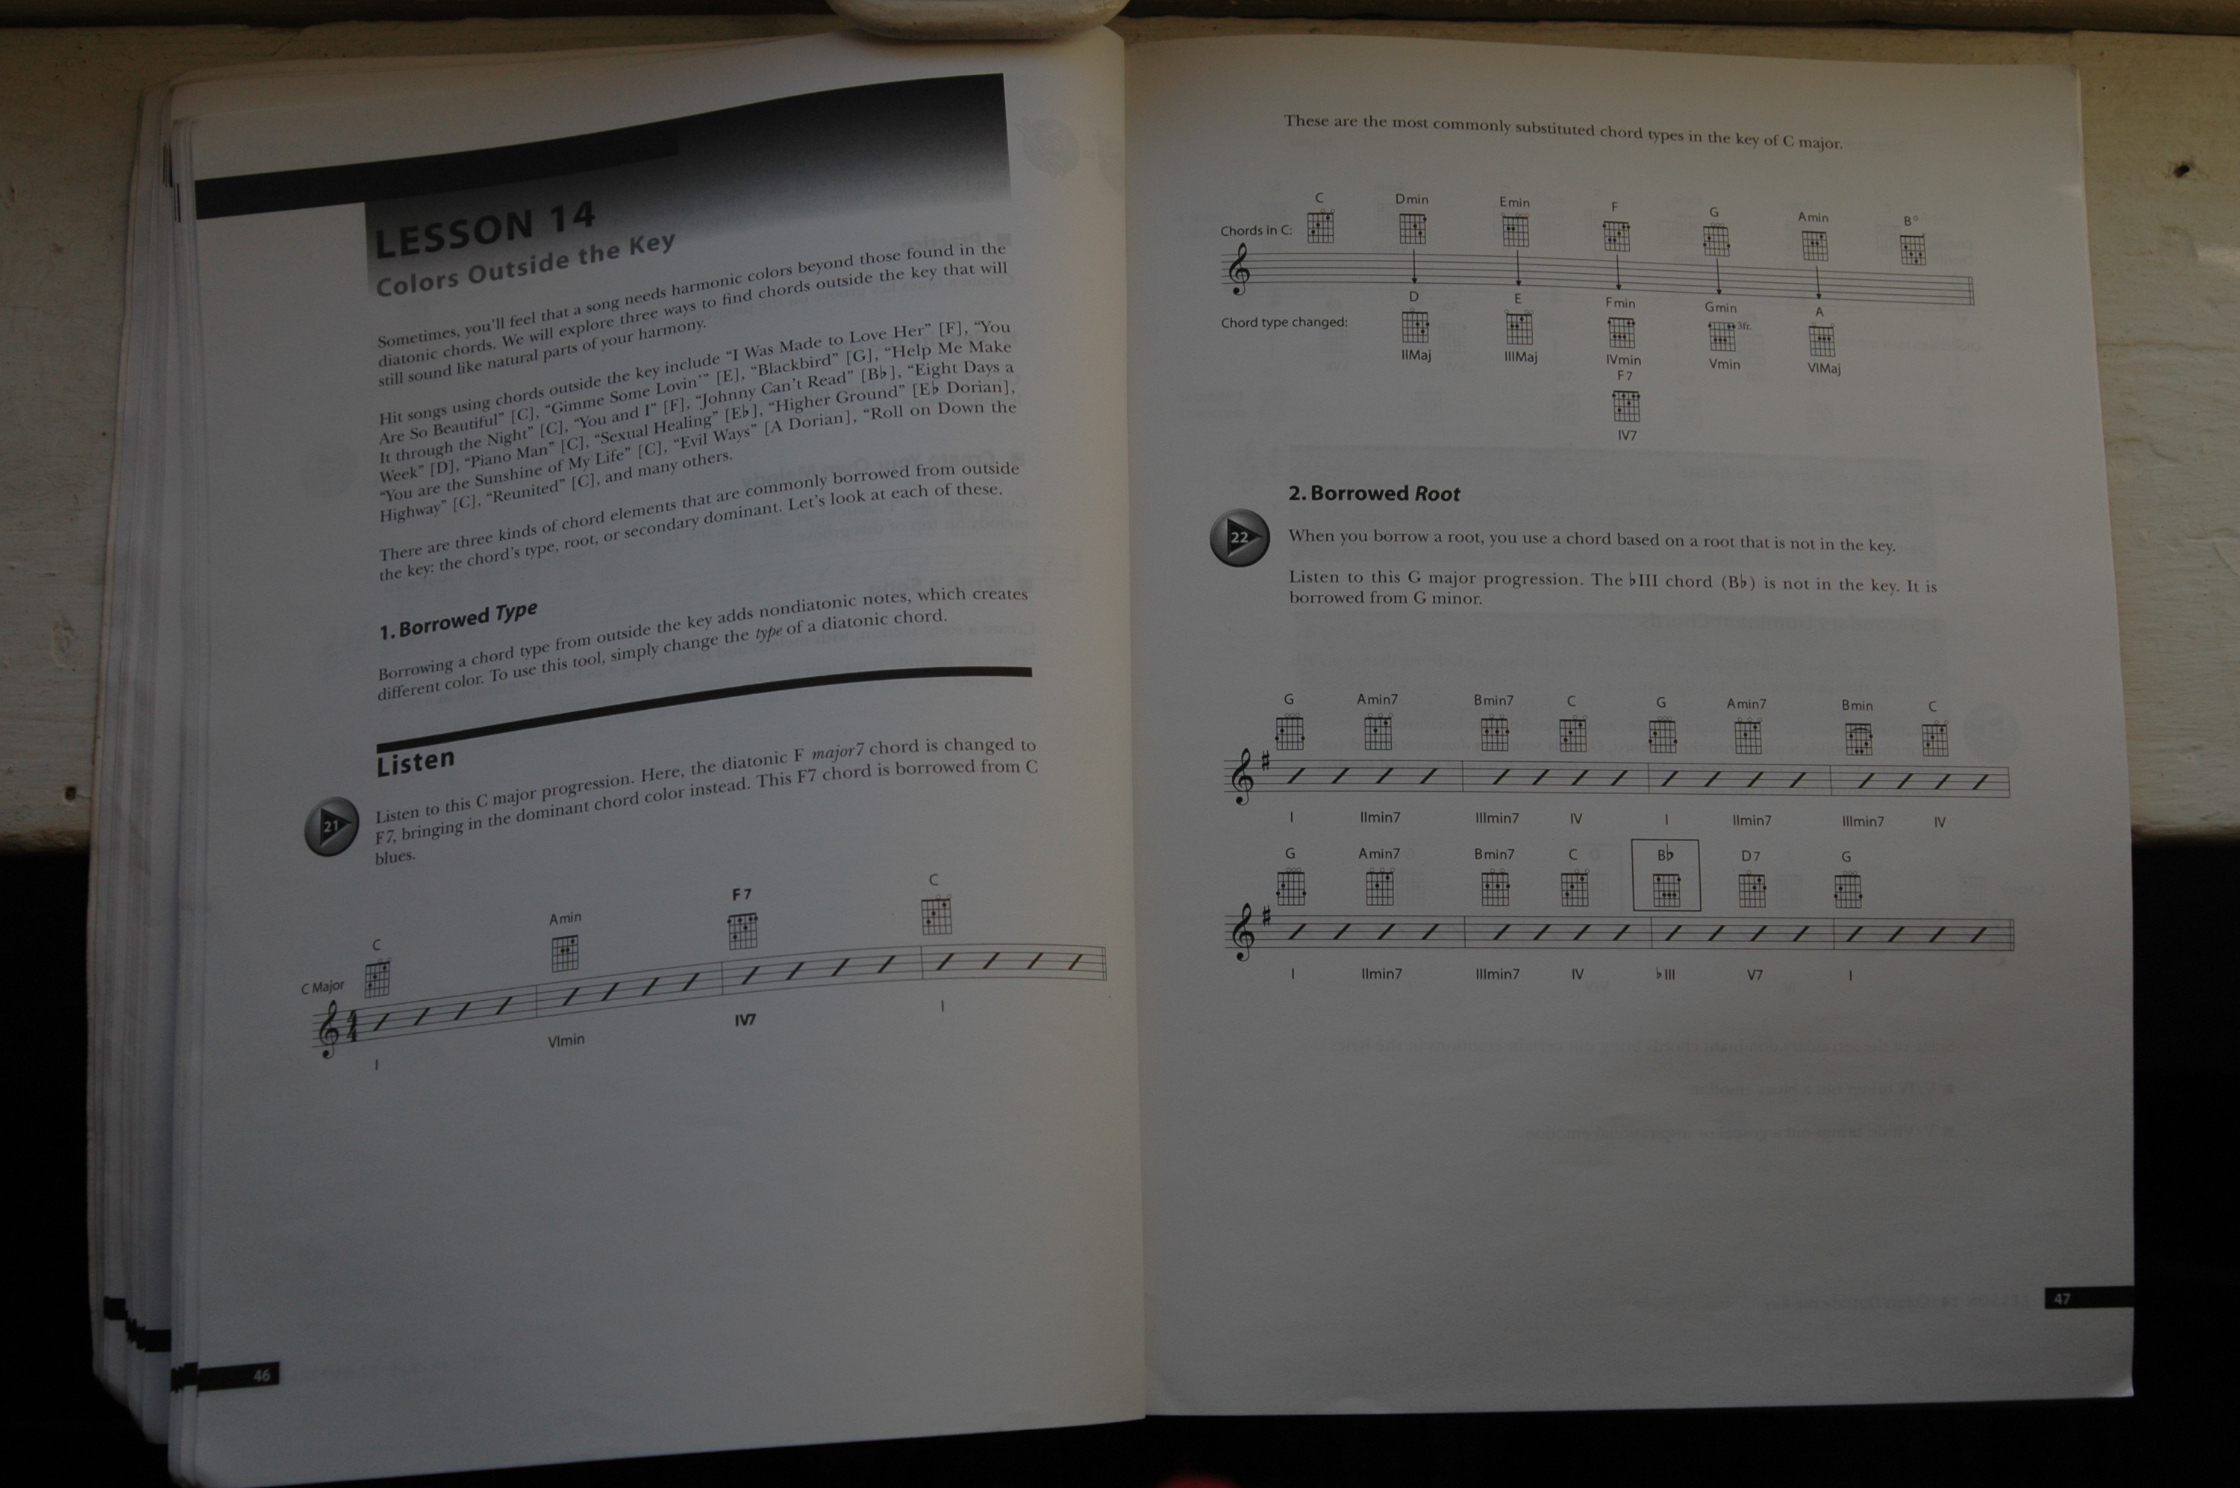 LESSON 14
Colors Outside the Key
Sometimes, you'll feel that a song needs harmonic colors beyond those found in the
diatonic chords. We will explore three ways to find chords outside the key that will
still sound like natural parts of your harmony.
Hit songs using chords outside the key include “I Was Made to Love Her” [F], “You
Are So Beautiful” [C], “Gimme Some Lovin'” [E], “Blackbird” [G], “Help Me Make
It through the Night” [C], “You and I” [F], “Johnny Can't Read” [B♭], “Eight Days a
Week” [D], “Piano Man” [C], “Sexual Healing” [E♭], “Higher Ground” [E♭ Dorian],
“You are the Sunshine of My Life” [C], “Evil Ways” [A Dorian], “Roll on Down the
Highway” [C], “Reunited” [C], and many others.
There are three kinds of chord elements that are commonly borrowed from outside
the key: the chord's type, root, or secondary dominant. Let's look at each of these.
1. Borrowed Type
Borrowing a chord type from outside the key adds nondiatonic notes, which creates
different color. To use this tool, simply change the type of a diatonic chord.
Listen
21
Listen to this C major progression. Here, the diatonic F major7 chord is changed to
F7, bringing in the dominant chord color instead. This F7 chord is borrowed from C
blues.
C Amin F7 C
C Major
4
4
I VImin IV7 I
46
These are the most commonly substituted chord types in the key of C major.
C Dmin Emin F G Amin B°
Chords in C:
D E Fmin Gmin A
3fr.
Chord type changed:
IIMaj IIIMaj IVmin Vmin VIMaj
F7
IV7
2. Borrowed Root
22
When you borrow a root, you use a chord based on a root that is not in the key.
Listen to this G major progression. The ♭III chord (B♭) is not in the key. It is
borrowed from G minor.
G Amin7 Bmin7 C G Amin7 Bmin C
I IImin7 IIImin7 IV I IImin7 IIImin7 IV
G Amin7 Bmin7 C B♭ D7 G
I IImin7 IIImin7 IV ♭III V7 I
47